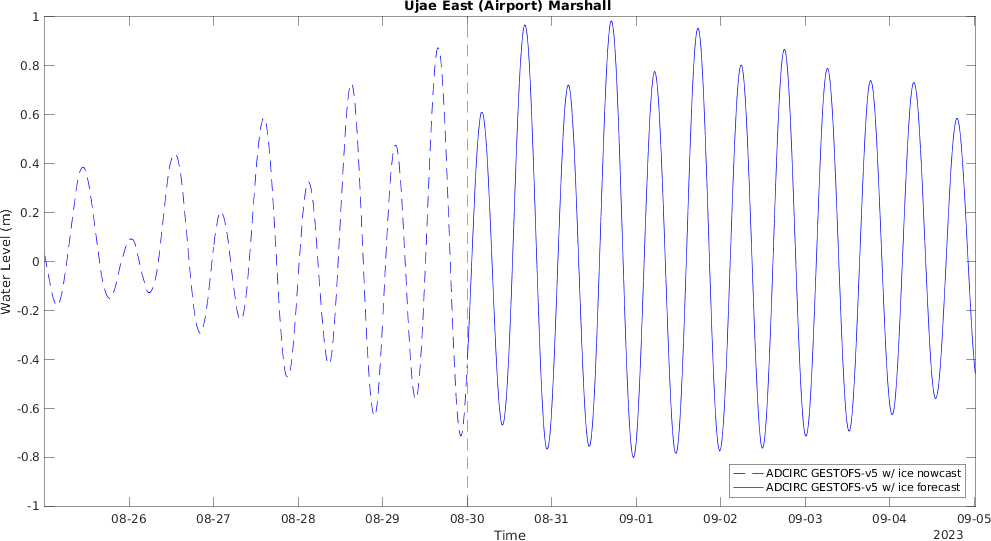 Ujae East (Airport) Marshall
Water Level (m)
1
0.8
0.6
0.4
0.2
0
-0.2
-0.4
-0.6
-0.8
-1
ADCIRC GESTOFS-v5 w/ ice nowcast
ADCIRC GESTOFS-v5 w/ ice forecast
08-26 08-27 08-28 08-29 08-30 08-31 09-01 09-02 09-03 09-04 09-05
Time
2023